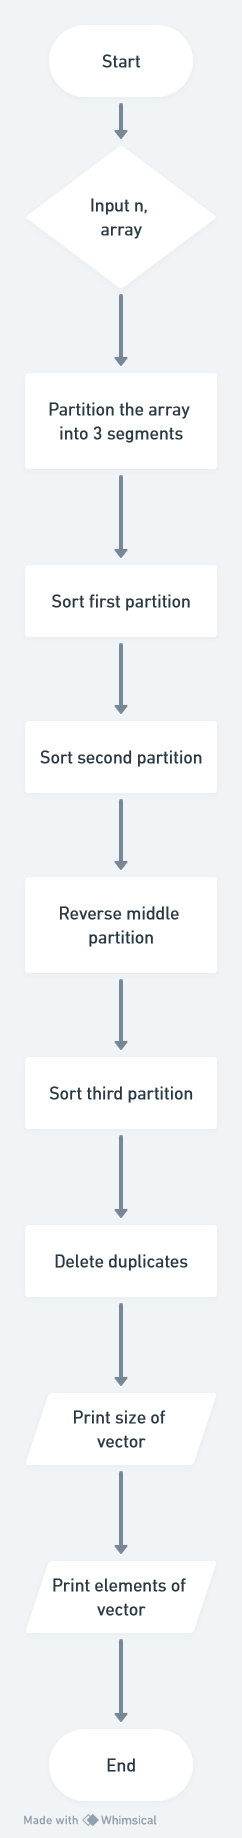 Start
Input n,
array
Partition the array
into 3 segments
Sort first partition
Sort second partition
Reverse middle
partition
Sort third partition
Delete duplicates
Print size of
vector
Print elements of
vector
End
Made with Whimsical